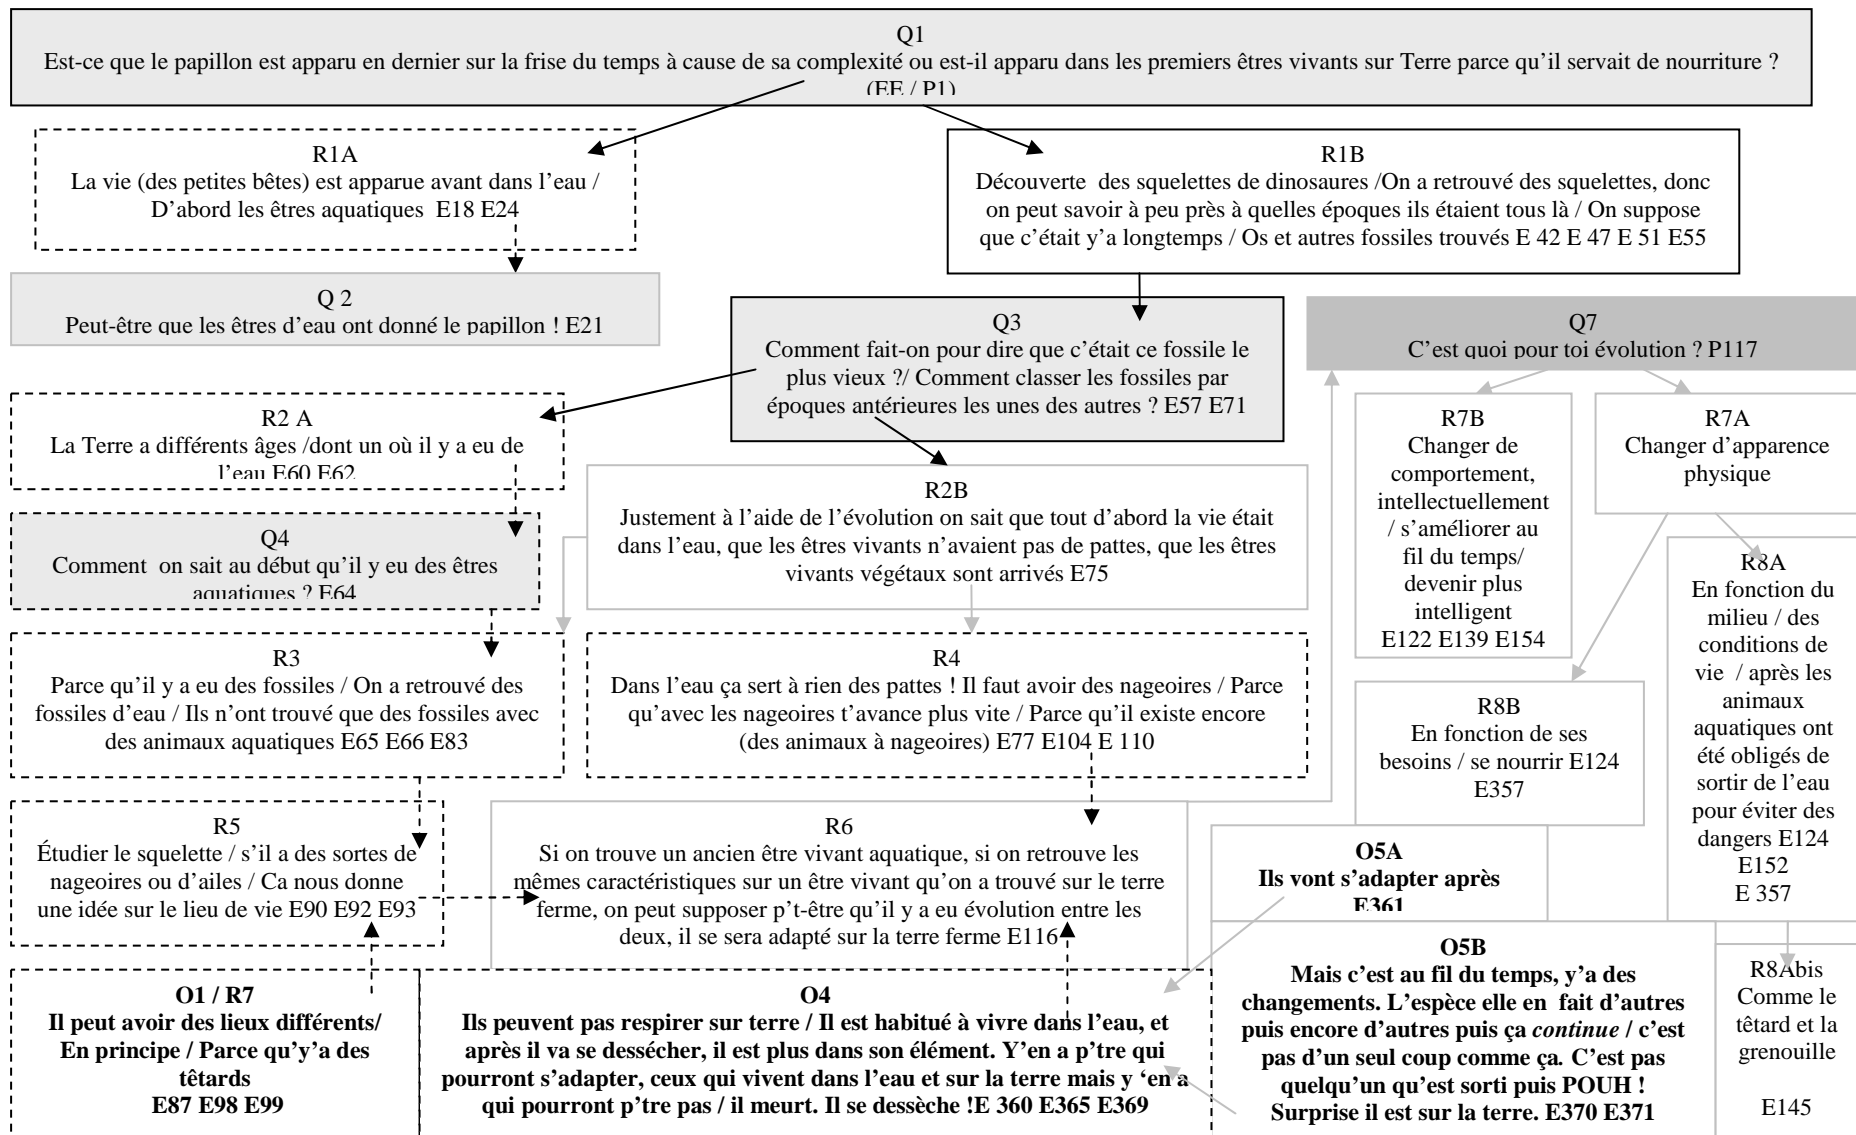 Q1
Est-ce que le papillon est apparu en dernier sur la frise du temps à cause de sa complexité ou est-il apparu dans les premiers êtres vivants sur Terre parce qu’il servait de nourriture ?
(EE / P1)
R1A
La vie (des petites bêtes) est apparue avant dans l’eau /
D’abord les êtres aquatiques E18 E24
R1B
Découverte des squelettes de dinosaures /On a retrouvé des squelettes, donc
on peut savoir à peu près à quelles époques ils étaient tous là / On suppose
que c’était y’a longtemps / Os et autres fossiles trouvés E 42 E 47 E 51 E55
Q 2
Peut-être que les êtres d’eau ont donné le papillon ! E21
Q3
Comment fait-on pour dire que c’était ce fossile le
plus vieux ?/ Comment classer les fossiles par
époques antérieures les unes des autres ? E57 E71
Q7
C’est quoi pour toi évolution ? P117
R2 A
La Terre a différents âges /dont un où il y a eu de
l’eau E60 E62
R7B
Changer de
comportement,
intellectuellement
/ s’améliorer au
fil du temps/
devenir plus
intelligent
E122 E139 E154
R7A
Changer d’apparence
physique
R2B
Justement à l’aide de l’évolution on sait que tout d’abord la vie était
dans l’eau, que les êtres vivants n’avaient pas de pattes, que les êtres
vivants végétaux sont arrivés E75
Q4
Comment on sait au début qu’il y eu des êtres
aquatiques ? E64
R8A
En fonction du
milieu / des
conditions de
vie / après les
animaux
aquatiques ont
été obligés de
sortir de l’eau
pour éviter des
dangers E124
E152
E 357
R3
Parce qu’il y a eu des fossiles / On a retrouvé des
fossiles d’eau / Ils n’ont trouvé que des fossiles avec
des animaux aquatiques E65 E66 E83
R4
Dans l’eau ça sert à rien des pattes ! Il faut avoir des nageoires / Parce
qu’avec les nageoires t’avance plus vite / Parce qu’il existe encore
(des animaux à nageoires) E77 E104 E 110
R8B
En fonction de ses
besoins / se nourrir E124
E357
R5
Étudier le squelette / s’il a des sortes de
nageoires ou d’ailes / Ca nous donne
une idée sur le lieu de vie E90 E92 E93
R6
Si on trouve un ancien être vivant aquatique, si on retrouve les
mêmes caractéristiques sur un être vivant qu’on a trouvé sur le terre
ferme, on peut supposer p’t-être qu’il y a eu évolution entre les
deux, il se sera adapté sur la terre ferme E116
O5A
Ils vont s’adapter après
E361
O1 / R7
Il peut avoir des lieux différents/
En principe / Parce qu’y’a des
têtards
E87 E98 E99
O4
Ils peuvent pas respirer sur terre / Il est habitué à vivre dans l’eau, et
après il va se dessécher, il est plus dans son élément. Y’en a p’tre qui
pourront s’adapter, ceux qui vivent dans l’eau et sur la terre mais y ‘en a
qui pourront p’tre pas / il meurt. Il se dessèche !E 360 E365 E369
O5B
Mais c’est au fil du temps, y’a des
changements. L’espèce elle en fait d’autres
puis encore d’autres puis ça continue / c’est
pas d’un seul coup comme ça. C’est pas
quelqu’un qu’est sorti puis POUH !
Surprise il est sur la terre. E370 E371
R8Abis
Comme le
têtard et la
grenouille
E145